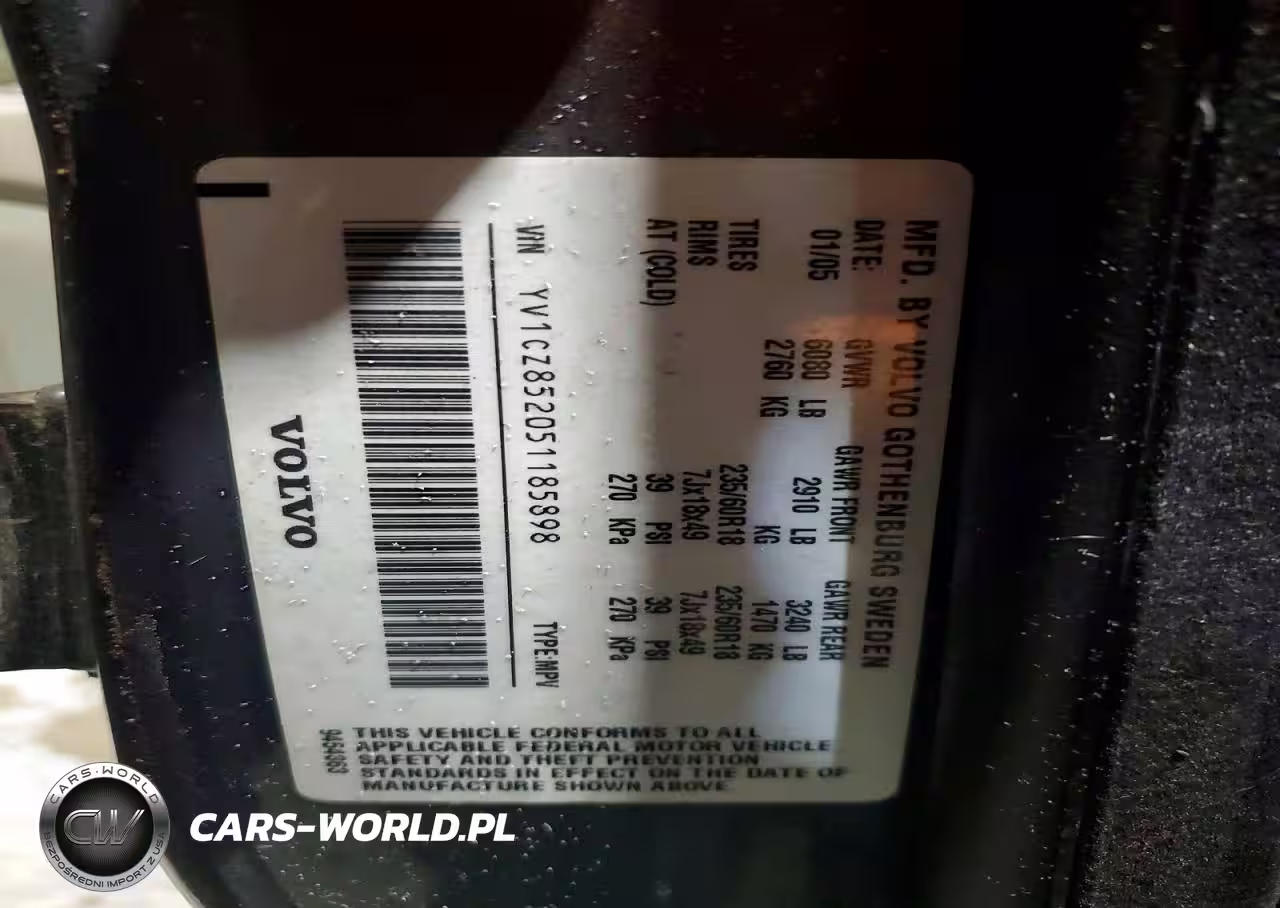 MFD. BY VOLVO GOTHENBURG SWEDEN
DATE: GVWR GAWR FRONT GAWR REAR
01/05 6080 LB 2910 LB 3240 LB
2760 KG KG 1470 KG
TIRES 235/60R18 235/60R18
RIMS 7Jx18x49 7Jx18x49
AT (COLD) 39 PSI 39 PSI
270 KPa 270 KPa
VIN YV1CZ852051185898 TYPE:MPV
VOLVO
THIS VEHICLE CONFORMS TO ALL
APPLICABLE FEDERAL MOTOR VEHICLE
SAFETY AND THEFT PREVENTION
STANDARDS IN EFFECT ON THE DATE OF
MANUFACTURE SHOWN ABOVE
9454363
CARS-WORLD
CW
BEZPOŚREDNI IMPORT Z USA
CARS-WORLD.PL